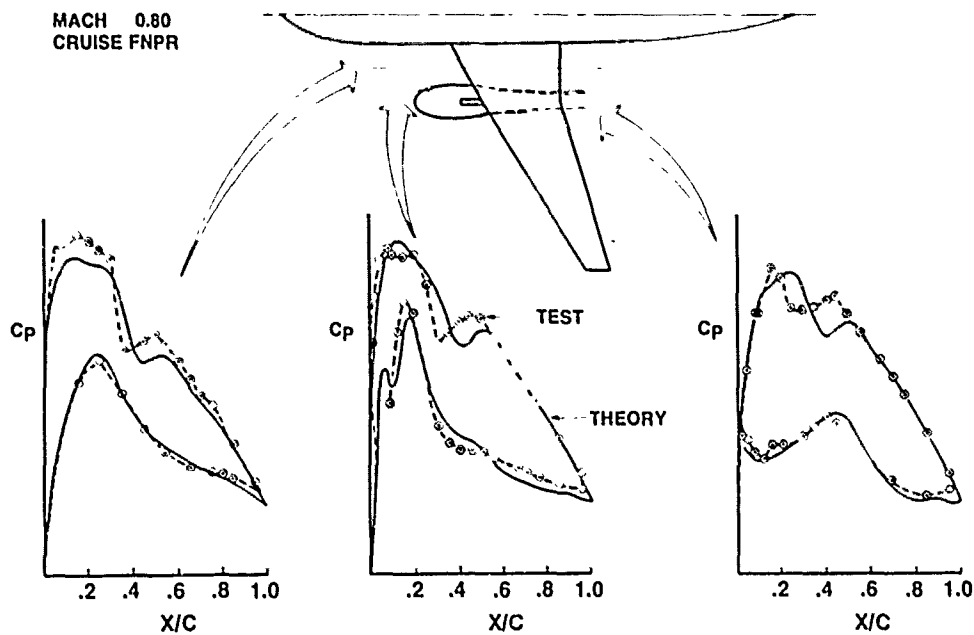 MACH 0.80
CRUISE FNPR
CP
CP
CP
TEST
THEORY
.2 .4 .6 .8 1.0
.2 .4 .6 .8 1.0
.2 .4 .6 .8 1.0
X/C
X/C
X/C